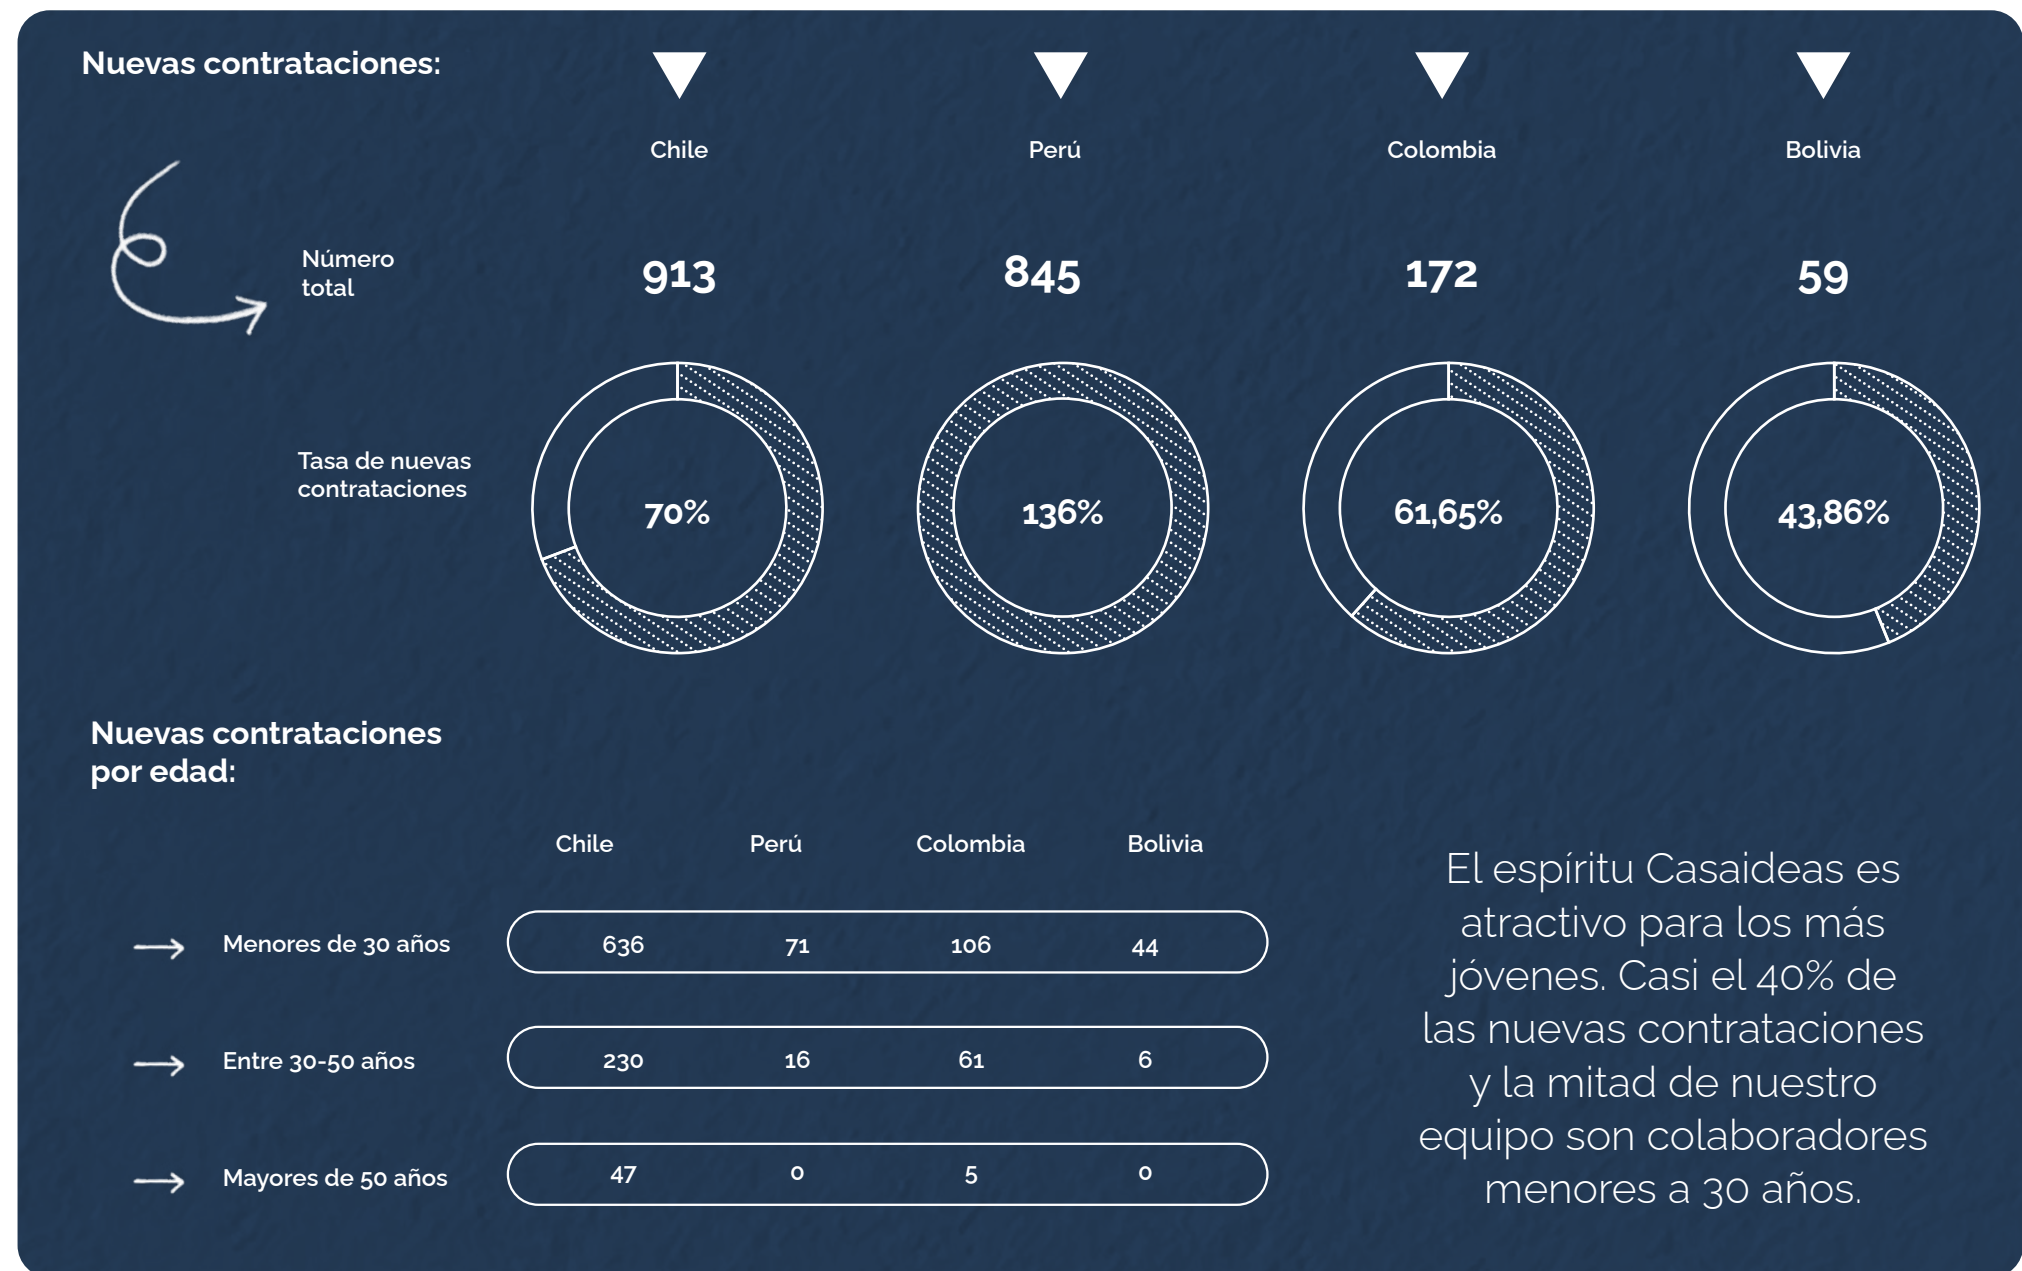 Nuevas contrataciones:
Chile
Perú
Colombia
Bolivia
Número
total
913
845
172
59
Tasa de nuevas
contrataciones
70%
136%
61,65%
43,86%
Nuevas contrataciones
por edad:
Chile
Perú
Colombia
Bolivia
Menores de 30 años
636
71
106
44
Entre 30-50 años
230
16
61
6
Mayores de 50 años
47
0
5
0
El espíritu Casaideas es
atractivo para los más
jóvenes. Casi el 40% de
las nuevas contrataciones
y la mitad de nuestro
equipo son colaboradores
menores a 30 años.